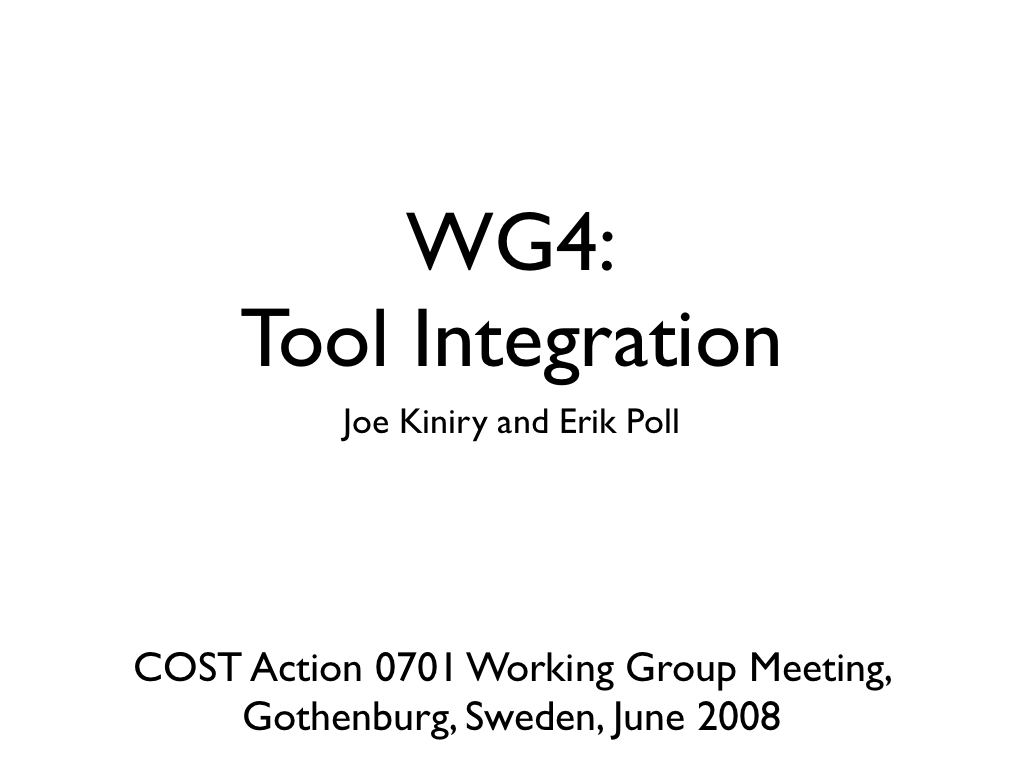 WG4:
Tool Integration
Joe Kiniry and Erik Poll
COST Action 0701 Working Group Meeting,
Gothenburg, Sweden, June 2008